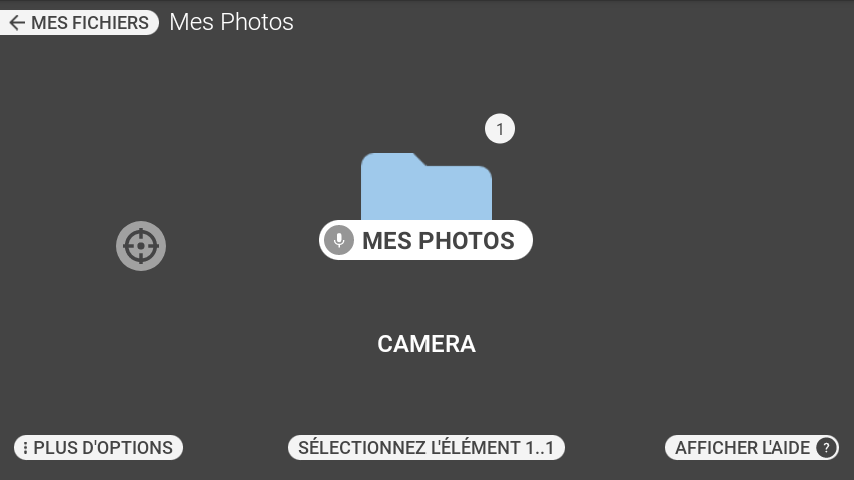 MES FICHIERS
Mes Photos
1
MES PHOTOS
CAMERA
PLUS D'OPTIONS
SÉLECTIONNEZ L'ÉLÉMENT 1..1
AFFICHER L'AIDE ?